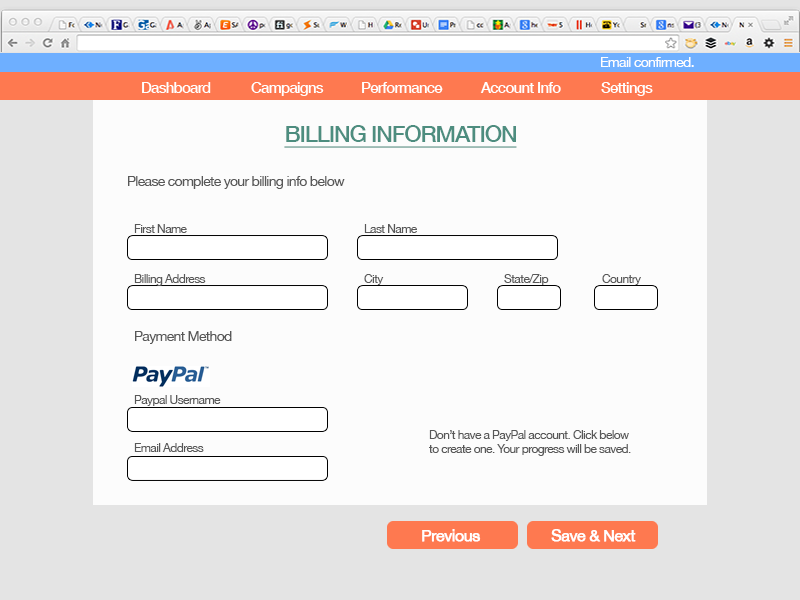 Email confirmed.
Dashboard Campaigns Performance Account Info Settings
BILLING INFORMATION
Please complete your billing info below
First Name Last Name
Billing Address City State/Zip Country
Payment Method
PayPal™
Paypal Username
Don't have a PayPal account. Click below
to create one. Your progress will be saved.
Email Address
Previous Save & Next